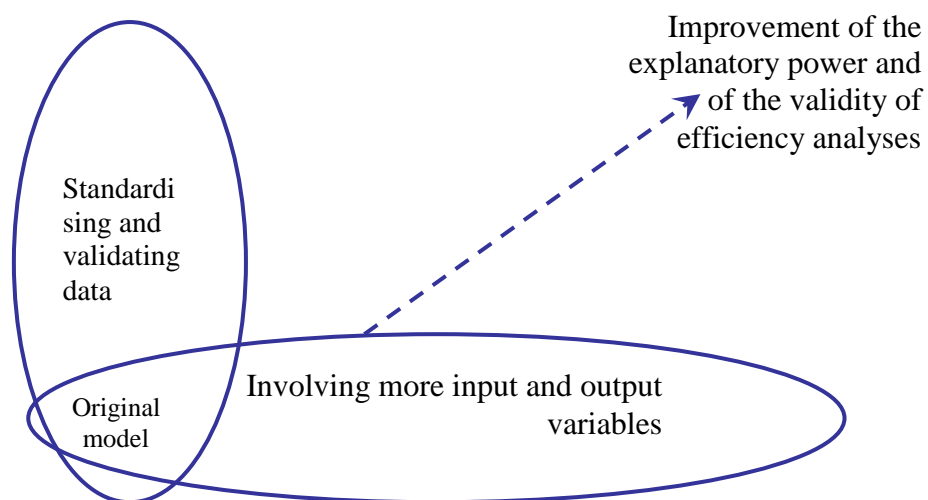 Improvement of the
explanatory power and
of the validity of
efficiency analyses
Standardi
sing and
validating
data
Involving more input and output
variables
Original
model